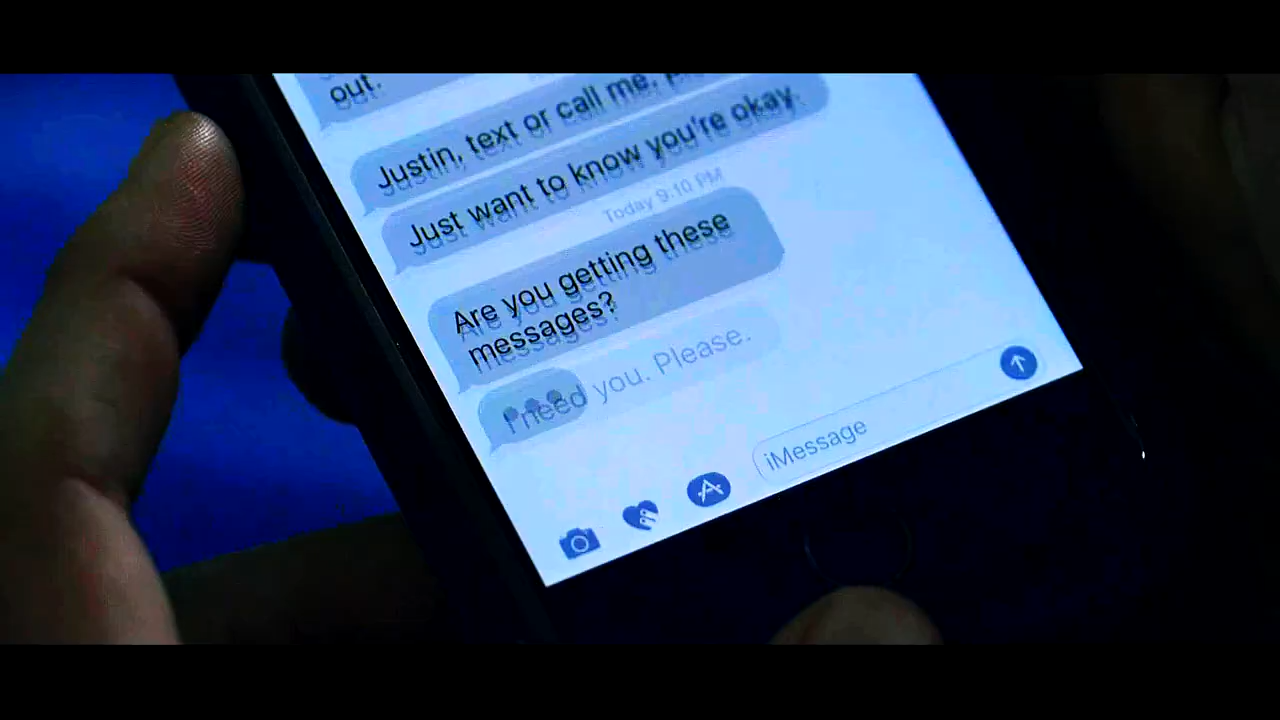 out.
Justin, text or call me,
Just want to know you're okay.
Today 9:10 PM
Are you getting these
messages?
I need you. Please.
iMessage